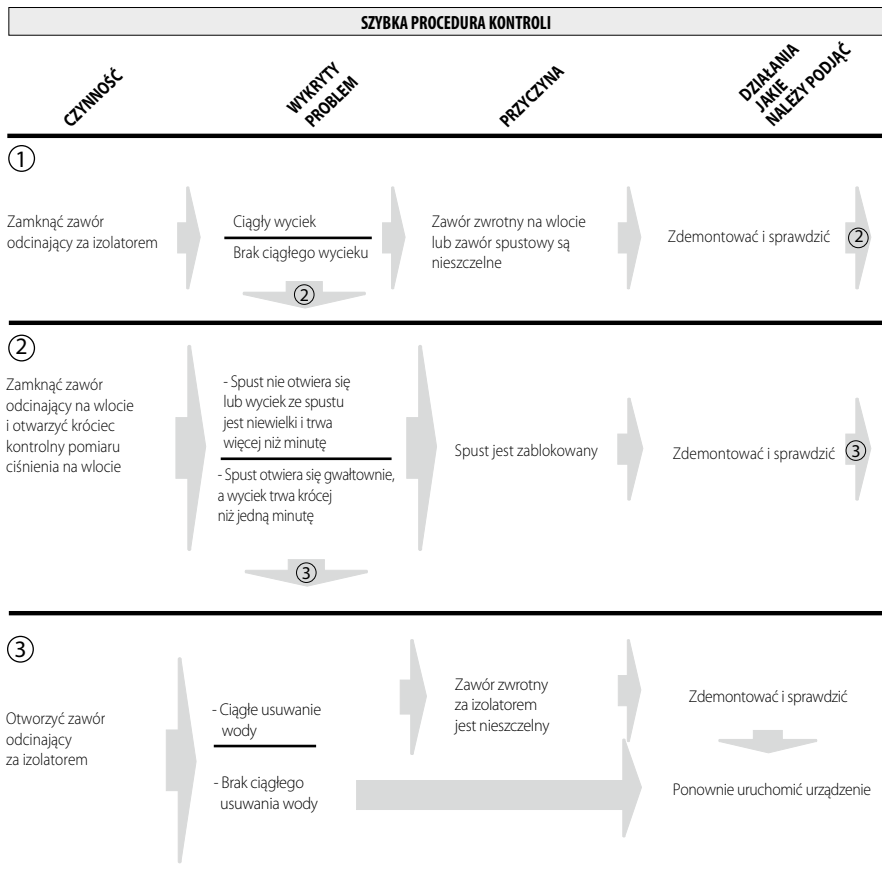 SZYBKA PROCEDURA KONTROLI
CZYNNOŚĆ
WYKRYTY
PROBLEM
PRZYCZYNA
DZIAŁANIA
JAKIE
NALEŻY PODJĄĆ
1
Zamknąć zawór
odcinający za izolatorem
Ciągły wyciek
Brak ciągłego wycieku
2
Zawór zwrotny na wlocie
lub zawór spustowy są
nieszczelne
Zdemontować i sprawdzić
2
2
Zamknąć zawór
odcinający na wlocie
i otwarzyć króciec
kontrolny pomiaru
ciśnienia na wlocie
- Spust nie otwiera się
lub wyciek ze spustu
jest niewielki i trwa
więcej niż minutę
- Spust otwiera się gwałtownie,
a wyciek trwa krócej
niż jedną minutę
3
Spust jest zablokowany
Zdemontować i sprawdzić
3
3
Otworzyć zawór
odcinający
za izolatorem
- Ciągłe usuwanie
wody
- Brak ciągłego
usuwania wody
Zawór zwrotny
za izolatorem
jest nieszczelny
Zdemontować i sprawdzić
Ponownie uruchomić urządzenie